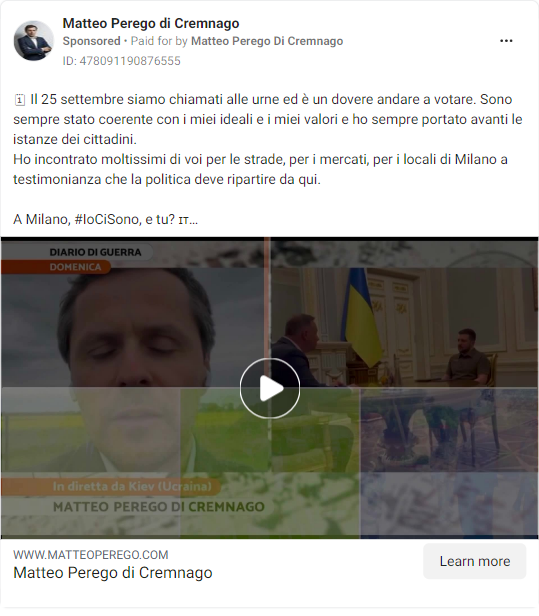 Matteo Perego di Cremnago
Sponsored • Paid for by Matteo Perego Di Cremnago
ID: 478091190876555
🗓 Il 25 settembre siamo chiamati alle urne ed è un dovere andare a votare. Sono
sempre stato coerente con i miei ideali e i miei valori e ho sempre portato avanti le
istanze dei cittadini.
Ho incontrato moltissimi di voi per le strade, per i mercati, per i locali di Milano a
testimonianza che la politica deve ripartire da qui.
A Milano, #IoCiSono, e tu? ɪᴛ...
DIARIO DI GUERRA
DOMENICA
In diretta da Kiev (Ucraina)
MATTEO PEREGO DI CREMNAGO
WWW.MATTEOPEREGO.COM
Matteo Perego di Cremnago
Learn more